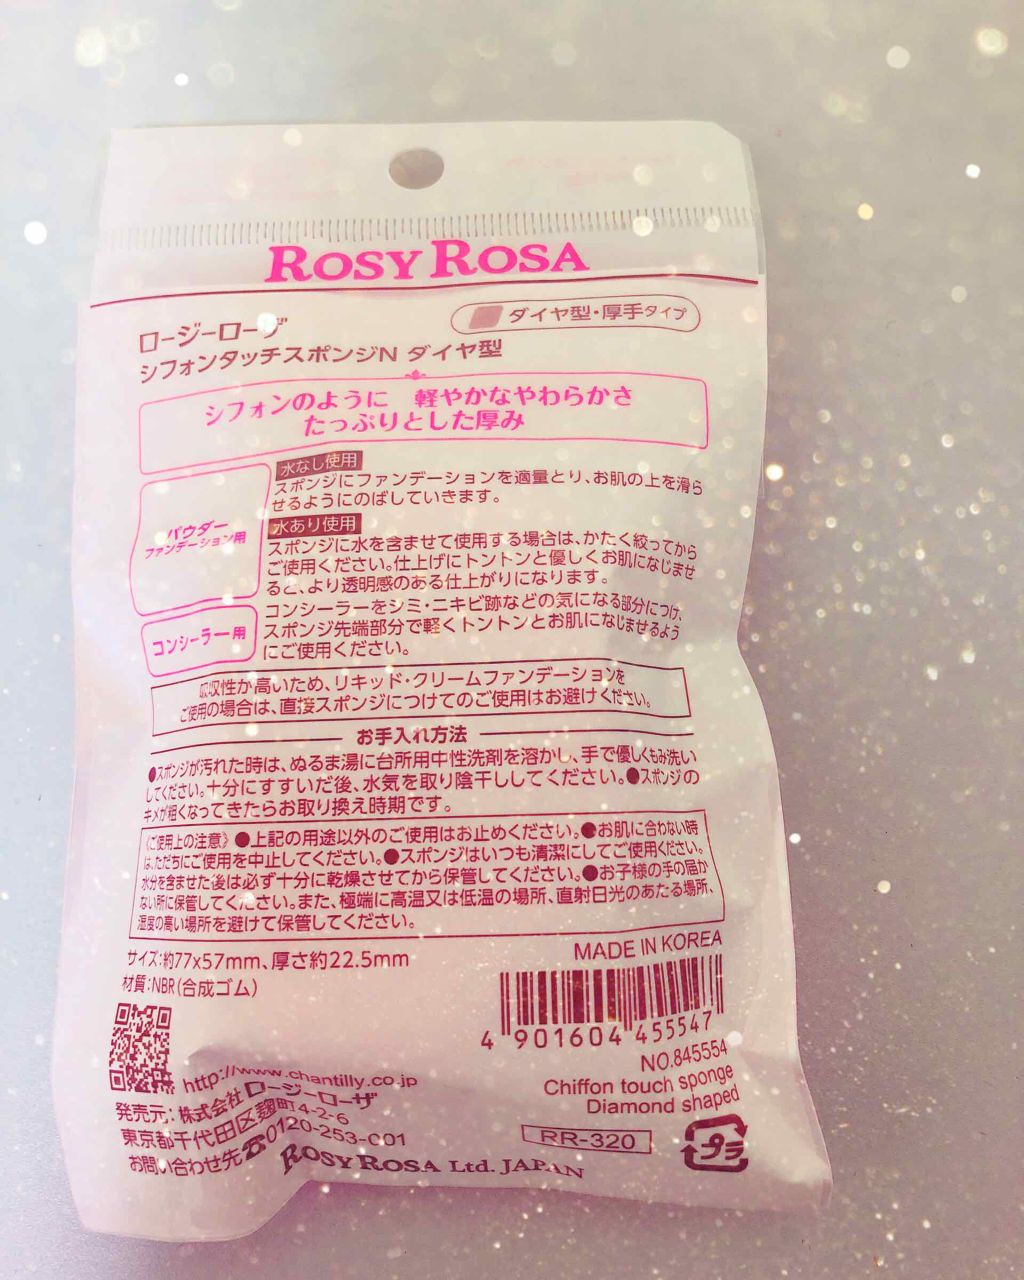 ROSY ROSA
ロージーローザ
ダイヤ型・厚手タイプ
シフォンタッチスポンジN ダイヤ型
シフォンのように 軽やかなやわらかさ
たっぷりとした厚み
パウダー
ファンデーション用
水なし使用
スポンジにファンデーションを適量とり、お肌の上を滑ら
せるようにのばしていきます。
水あり使用
スポンジに水を含ませて使用する場合は、かたく絞ってから
ご使用ください。仕上げにトントンと優しくお肌になじませ
ると、より透明感のある仕上がりになります。
コンシーラー用
コンシーラーをシミ・ニキビ跡などの気になる部分につけ、
スポンジ先端部分で軽くトントンとお肌になじませるよう
にご使用ください。
吸収性が高いため、リキッド・クリームファンデーションを
ご使用の場合は、直接スポンジにつけてのご使用はお避けください。
お手入れ方法
●スポンジが汚れた時は、ぬるま湯に台所用中性洗剤を溶かし、手で優しくもみ洗い
してください。十分にすすいだ後、水気を取り陰干ししてください。●スポンジの
キメが粗くなってきたらお取り換え時期です。
《ご使用上の注意》●上記の用途以外のご使用はお止めください。●お肌に合わない時
は、ただちにご使用を中止してください。●スポンジはいつも清潔にしてご使用ください。
水分を含ませた後は必ず十分に乾燥させてから保管してください。●お子様の手の届か
ない所に保管してください。また、極端に高温又は低温の場所、直射日光のあたる場所、
湿度の高い場所を避けて保管してください。
サイズ:約77x57mm、厚さ約22.5mm
材質:NBR(合成ゴム)
MADE IN KOREA
4 901604 455547
NO.845554
Chiffon touch sponge
Diamond shaped
http://www.chantilly.co.jp
発売元:株式会社ロージーローザ
東京都千代田区麹町4-2-6
お問い合わせ先☎0120-253-001
RR-320
プラ
ROSY ROSA Ltd. JAPAN